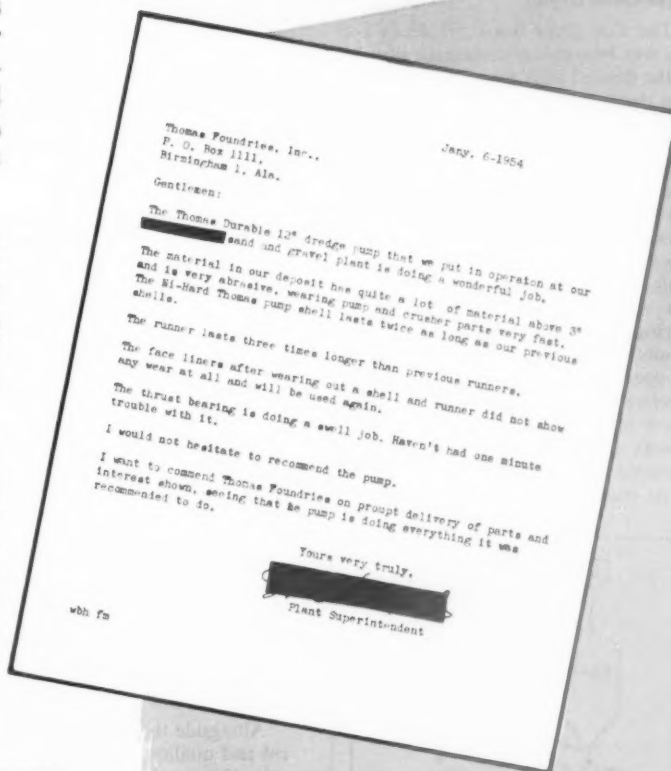 Jany. 6-1954
Thomas Foundries, Inc.,
P. O. Box 1111,
Birmingham 1, Ala.
Gentlemen:
The Thomas Durable 12" dredge pump that we put in operaton at our
sand and gravel plant is doing a wonderful job.
The material in our deposit has quite a lot of material above 3"
and is very abrasive, wearing pump and crusher parts very fast.
The Ni-Hard Thomas pump shell lasts twice as long as our previous
shells.
The runner lasts three times longer than previous runners.
The face liners after wearing out a shell and runner did not show
any wear at all and will be used again.
The thrust bearing is doing a swell job. Haven't had one minute
trouble with it.
I would not hesitate to recommend the pump.
I want to commend Thomas Foundries on prompt delivery of parts and
interest shown, seeing that he pump is doing everything it was
recommended to do.
Yours very truly,
Plant Superintendent
wbh fm